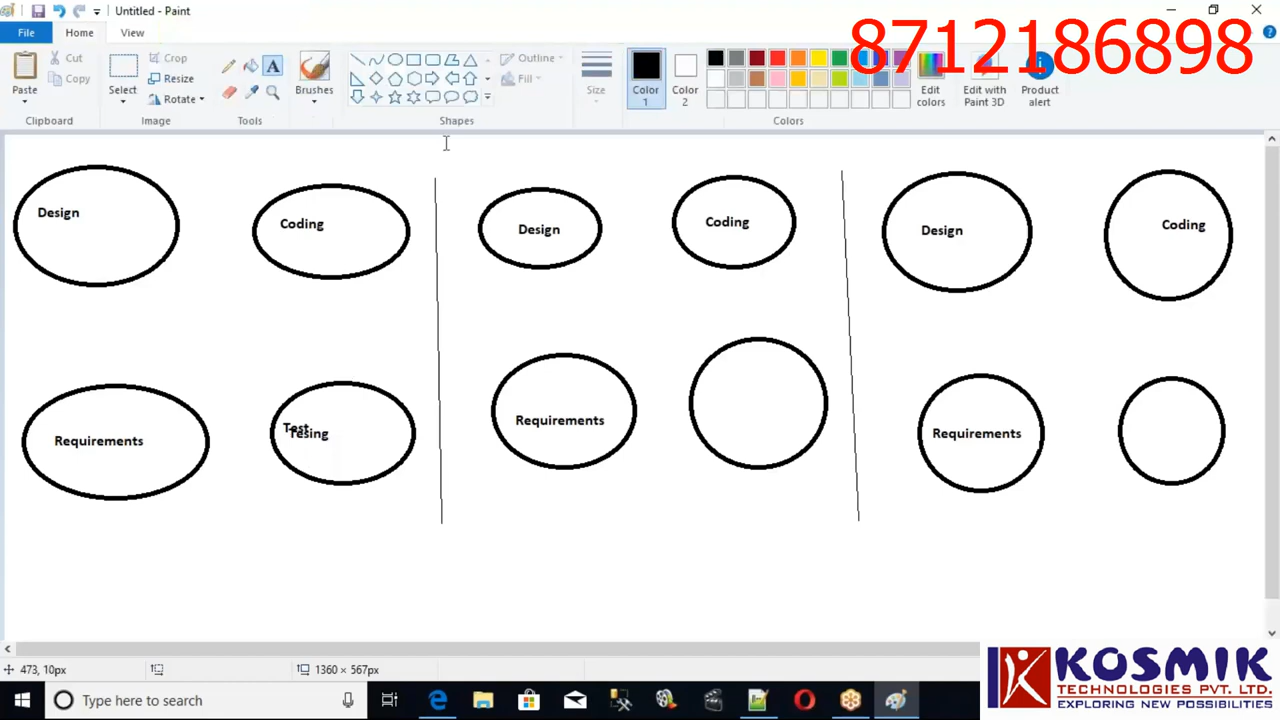 Untitled - Paint
8712186898
File
Home
View
Paste
Cut
Copy
Clipboard
Select
Crop
Resize
Rotate
Image
A
Tools
Brushes
Shapes
Outline
Fill
Size
Color
1
Color
2
Edit
colors
Edit with
Paint 3D
Product
alert
Colors
Design
Coding
Design
Coding
Design
Coding
Requirements
Test
Tesing
Requirements
Requirements
473, 10px
1360 × 567px
Type here to search
KOSMIK
TECHNOLOGIES PVT. LTD.
EXPLORING NEW POSSIBILITIES